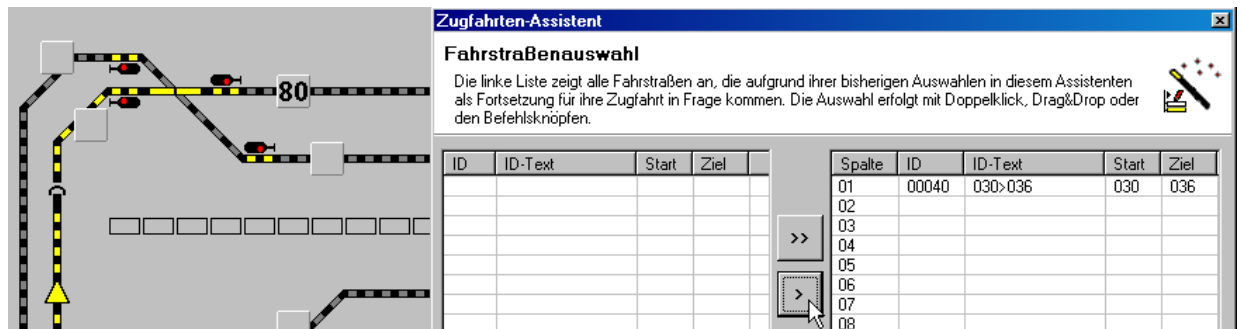 Zugfahrten-Assistent
Fahrstraßenauswahl
Die linke Liste zeigt alle Fahrstraßen an, die aufgrund ihrer bisherigen Auswahlen in diesem Assistenten
als Fortsetzung für ihre Zugfahrt in Frage kommen. Die Auswahl erfolgt mit Doppelklick, Drag&Drop oder
den Befehlsknöpfen.
80
ID ID-Text Start Ziel
Spalte ID ID-Text Start Ziel
01 00040 030>036 030 036
02
03
>>
04
05
06
>
07
08